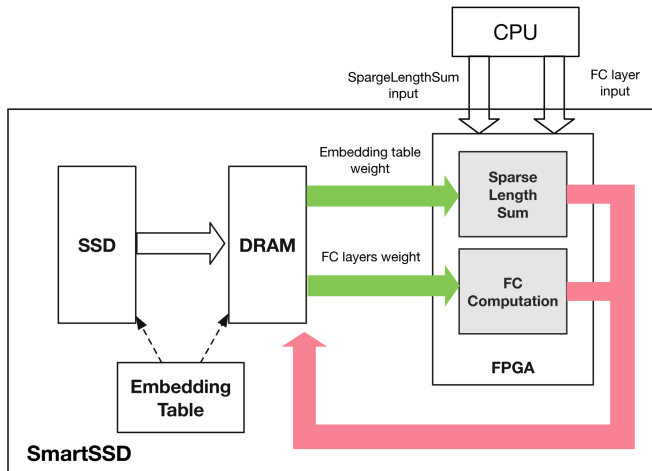 CPU
SpargeLengthSum
input
FC layer
input
Embedding table
weight
Sparse
Length
Sum
SSD
DRAM
FC layers weight
FC
Computation
FPGA
Embedding
Table
SmartSSD